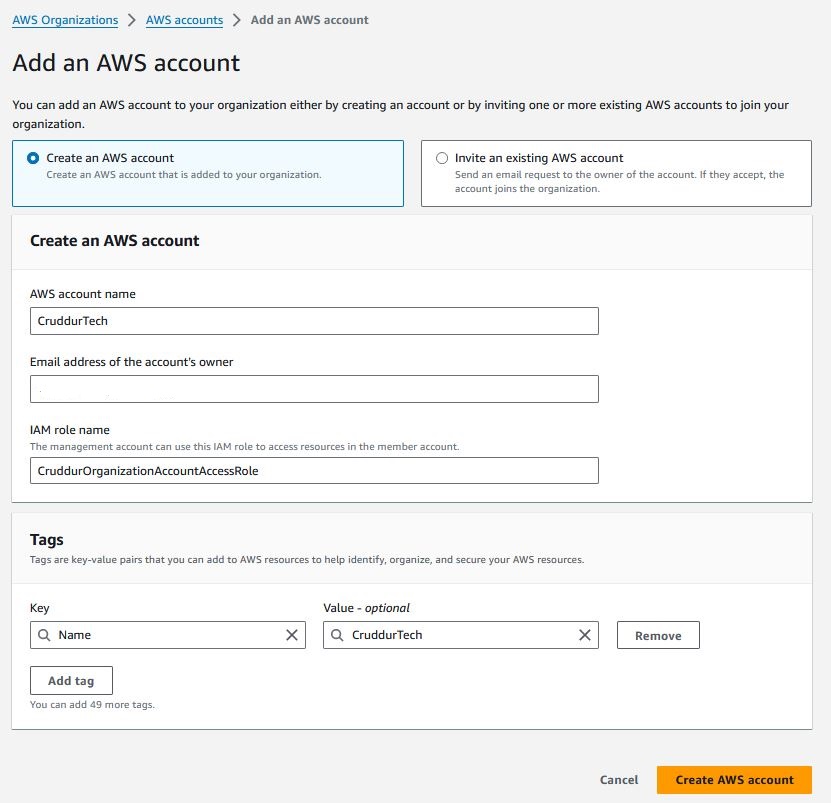 AWS Organizations > AWS accounts > Add an AWS account
Add an AWS account
You can add an AWS account to your organization either by creating an account or by inviting one or more existing AWS accounts to join your
organization.
Create an AWS account
Create an AWS account that is added to your organization.
Invite an existing AWS account
Send an email request to the owner of the account. If they accept, the
account joins the organization.
Create an AWS account
AWS account name
CruddurTech
Email address of the account's owner
IAM role name
The management account can use this IAM role to access resources in the member account.
CruddurOrganizationAccountAccessRole
Tags
Tags are key-value pairs that you can add to AWS resources to help identify, organize, and secure your AWS resources.
Key
Value - optional
Name
CruddurTech
Remove
Add tag
You can add 49 more tags.
Cancel
Create AWS account